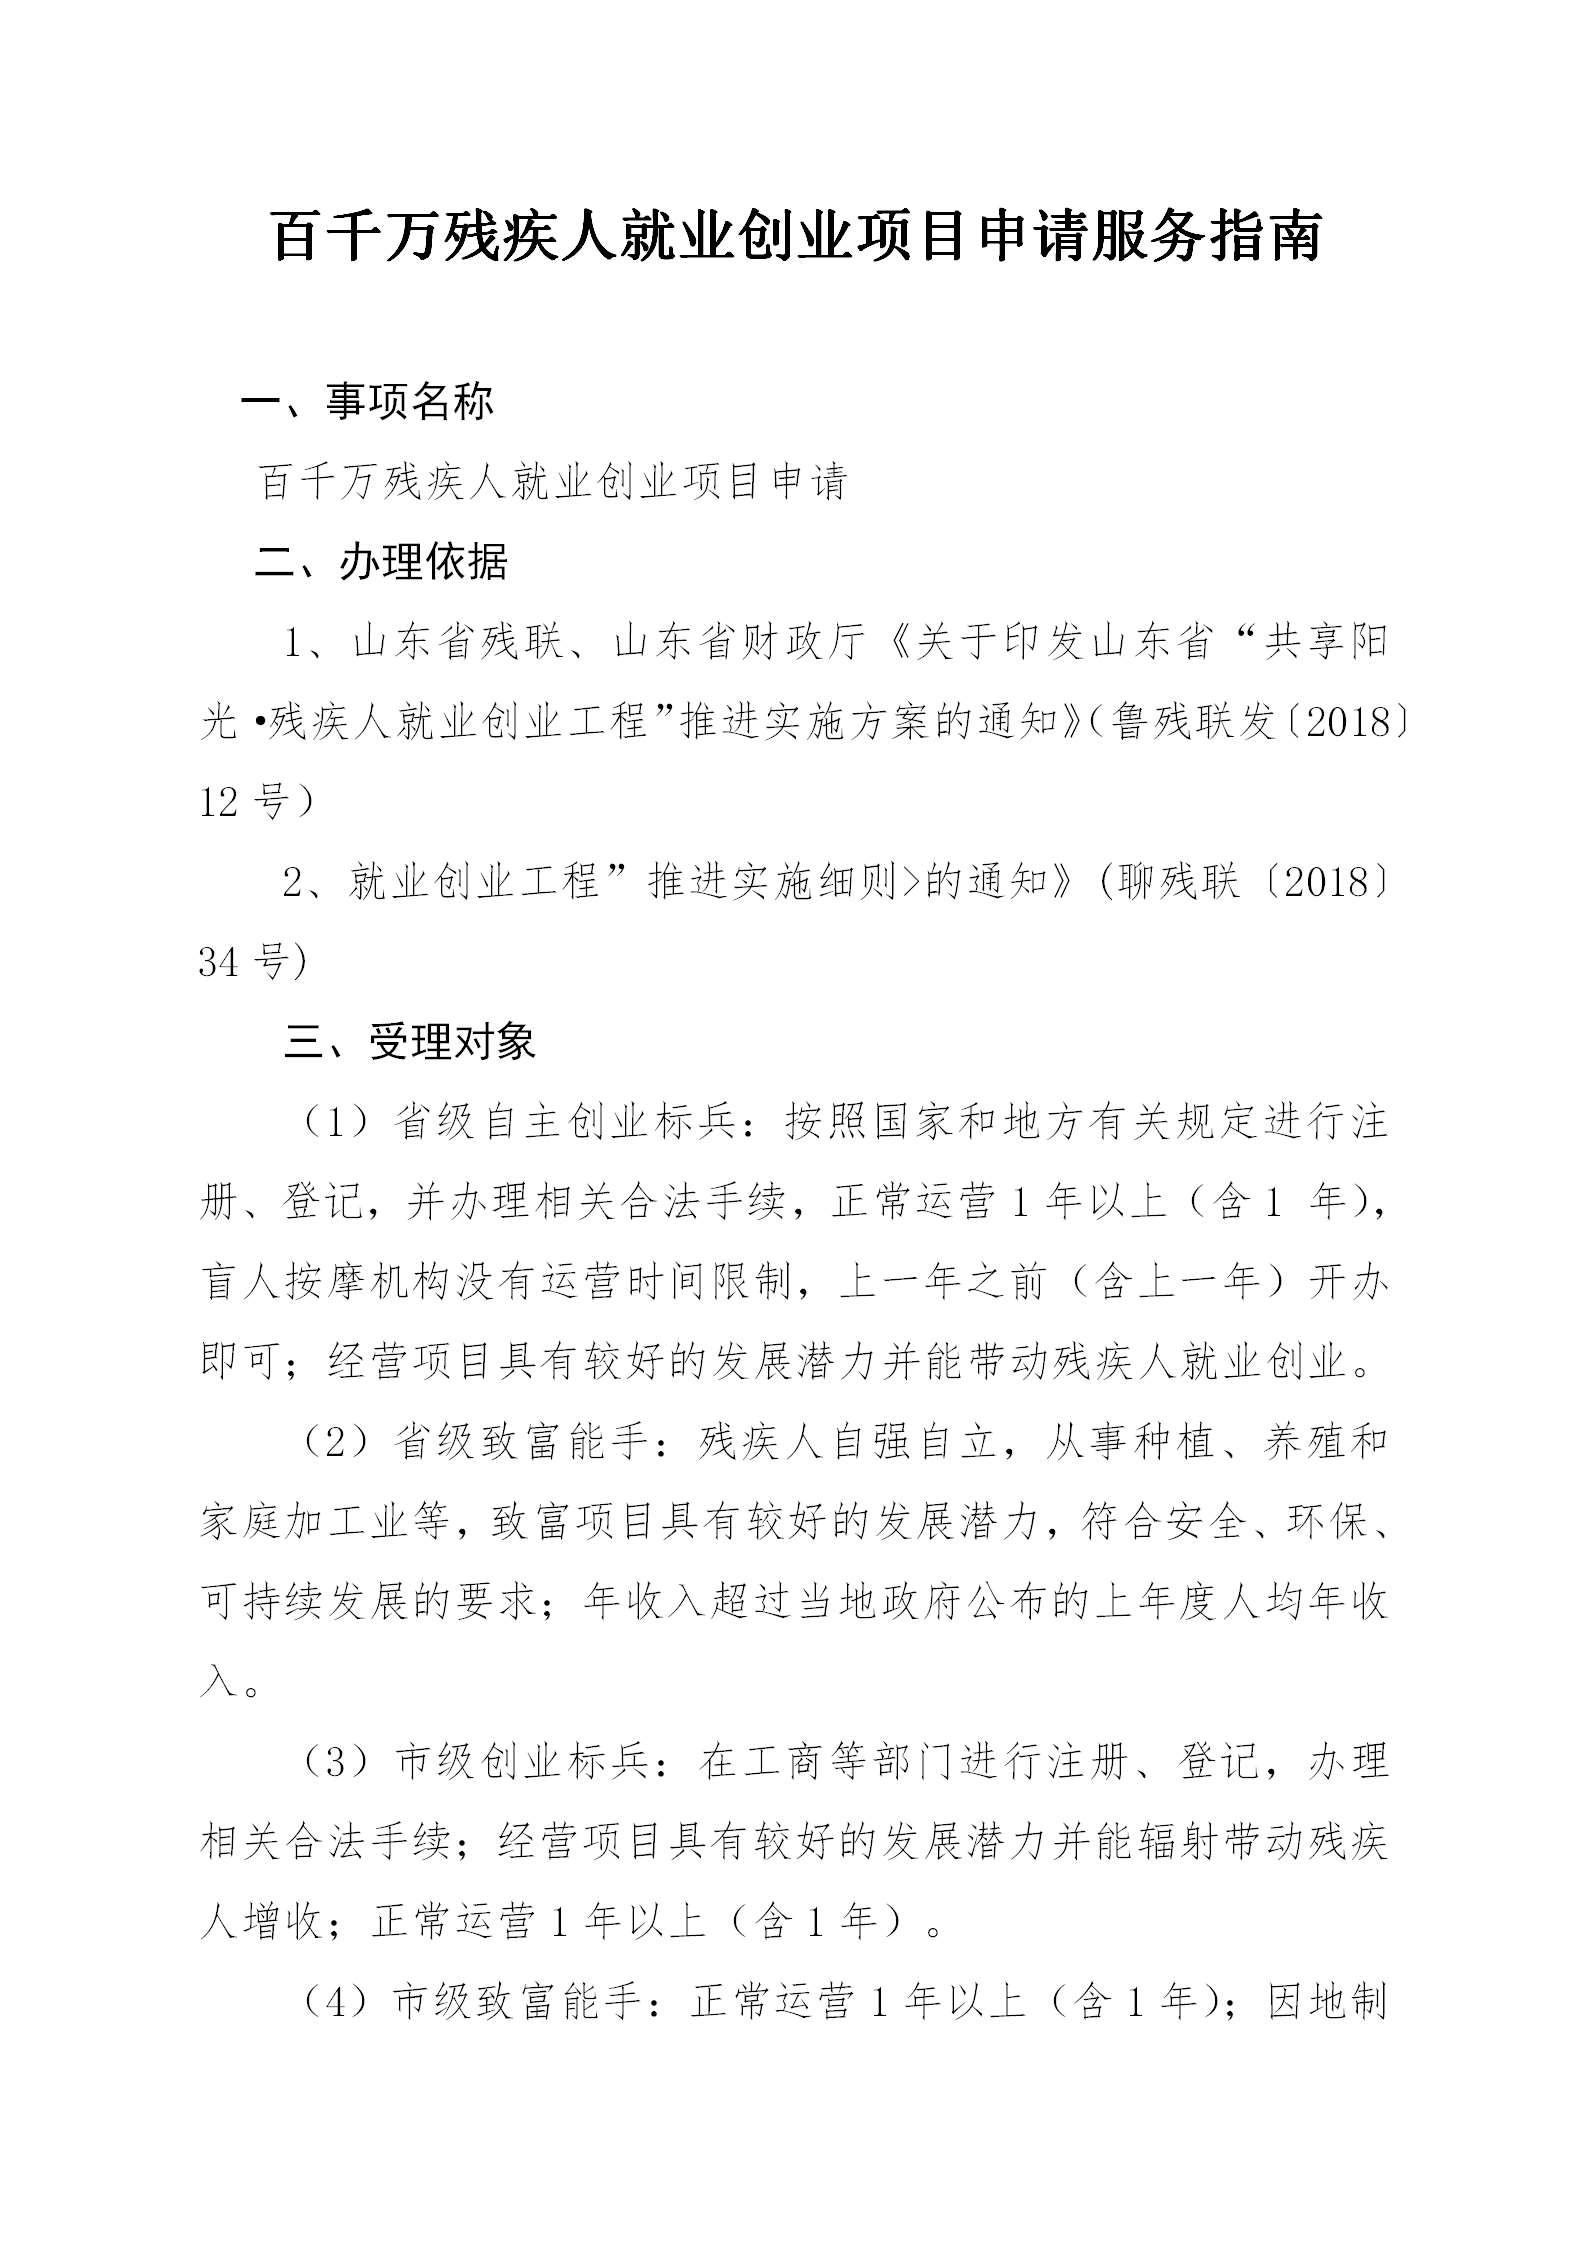 百千万残疾人就业创业项目申请服务指南
一、事项名称
百千万残疾人就业创业项目申请
二、办理依据
1、山东省残联、山东省财政厅《关于印发山东省“共享阳
光•残疾人就业创业工程”推进实施方案的通知》（鲁残联发〔2018〕
12号）
2、就业创业工程”推进实施细则>的通知》(聊残联〔2018〕
34号)
三、受理对象
（1）省级自主创业标兵：按照国家和地方有关规定进行注
册、登记，并办理相关合法手续，正常运营1年以上（含1 年），
盲人按摩机构没有运营时间限制，上一年之前（含上一年）开办
即可；经营项目具有较好的发展潜力并能带动残疾人就业创业。
（2）省级致富能手：残疾人自强自立，从事种植、养殖和
家庭加工业等，致富项目具有较好的发展潜力，符合安全、环保、
可持续发展的要求；年收入超过当地政府公布的上年度人均年收
入。
（3）市级创业标兵：在工商等部门进行注册、登记，办理
相关合法手续；经营项目具有较好的发展潜力并能辐射带动残疾
人增收；正常运营1年以上（含1年）。
（4）市级致富能手：正常运营1年以上（含1年）；因地制